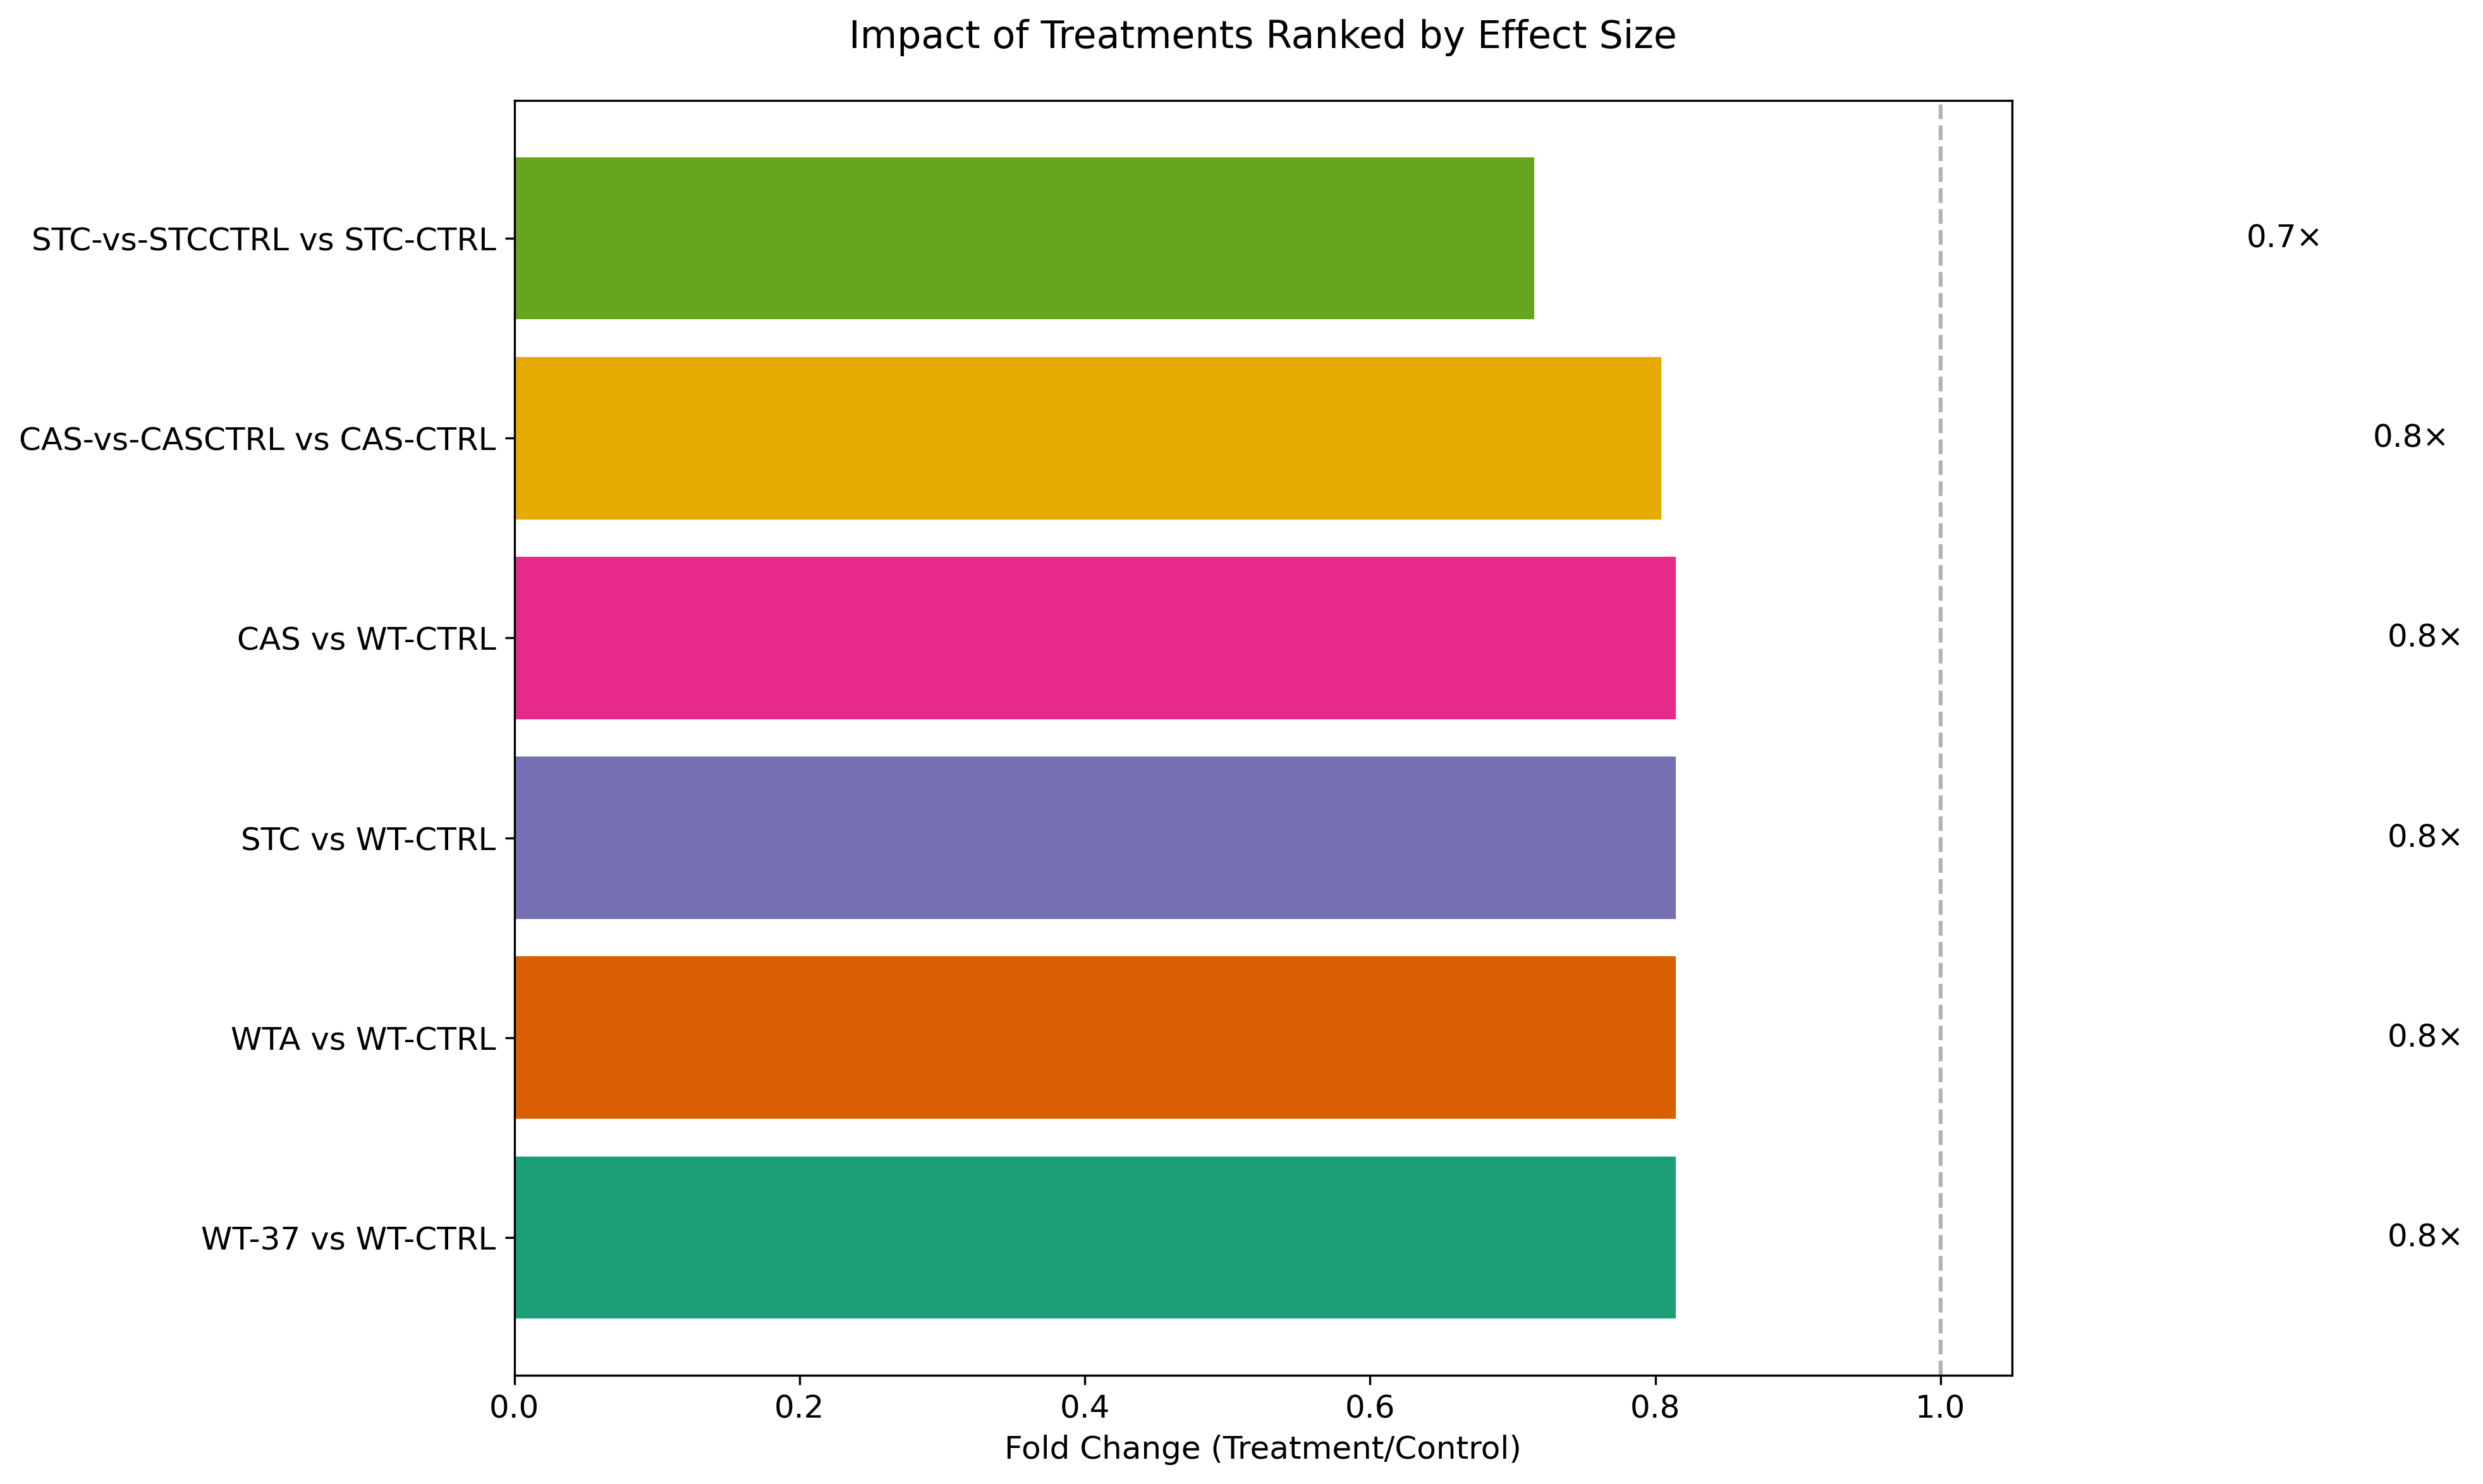 Impact of Treatments Ranked by Effect Size
STC-vs-STCCTRL vs STC-CTRL
0.7×
CAS-vs-CASCTRL vs CAS-CTRL
0.8×
CAS vs WT-CTRL
0.8×
STC vs WT-CTRL
0.8×
WTA vs WT-CTRL
0.8×
WT-37 vs WT-CTRL
0.8×
0.0 0.2 0.4 0.6 0.8 1.0
Fold Change (Treatment/Control)